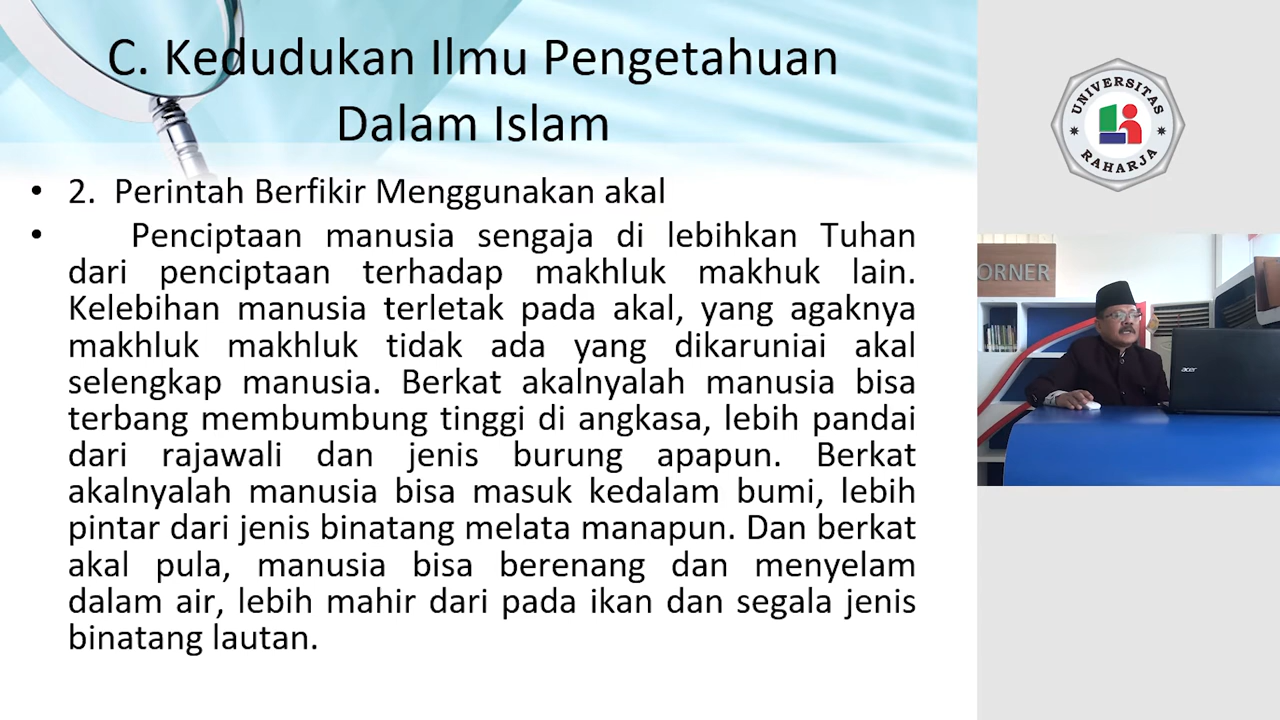 C. Kedudukan Ilmu Pengetahuan
Dalam Islam
• 2. Perintah Berfikir Menggunakan akal
• Penciptaan manusia sengaja di lebihkan Tuhan
dari penciptaan terhadap makhluk makhuk lain.
Kelebihan manusia terletak pada akal, yang agaknya
makhluk makhluk tidak ada yang dikaruniai akal
selengkap manusia. Berkat akalnyalah manusia bisa
terbang membumbung tinggi di angkasa, lebih pandai
dari rajawali dan jenis burung apapun. Berkat
akalnyalah manusia bisa masuk kedalam bumi, lebih
pintar dari jenis binatang melata manapun. Dan berkat
akal pula, manusia bisa berenang dan menyelam
dalam air, lebih mahir dari pada ikan dan segala jenis
binatang lautan.
UNIVERSITAS
RAHARJA
ORNER
acer